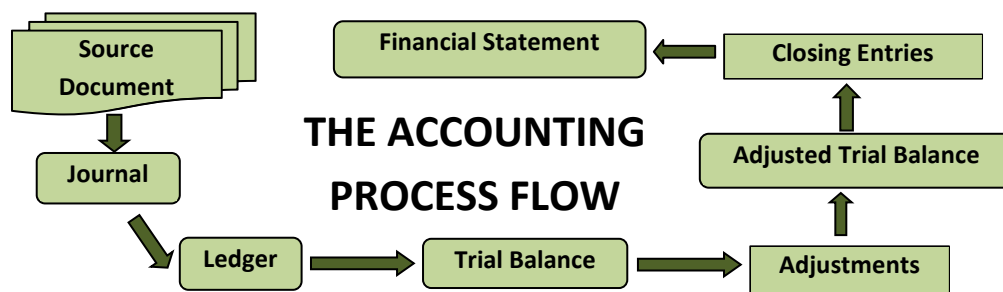 Source
Document
Financial Statement
Closing Entries
THE ACCOUNTING
PROCESS FLOW
Journal
Adjusted Trial Balance
Ledger
Trial Balance
Adjustments